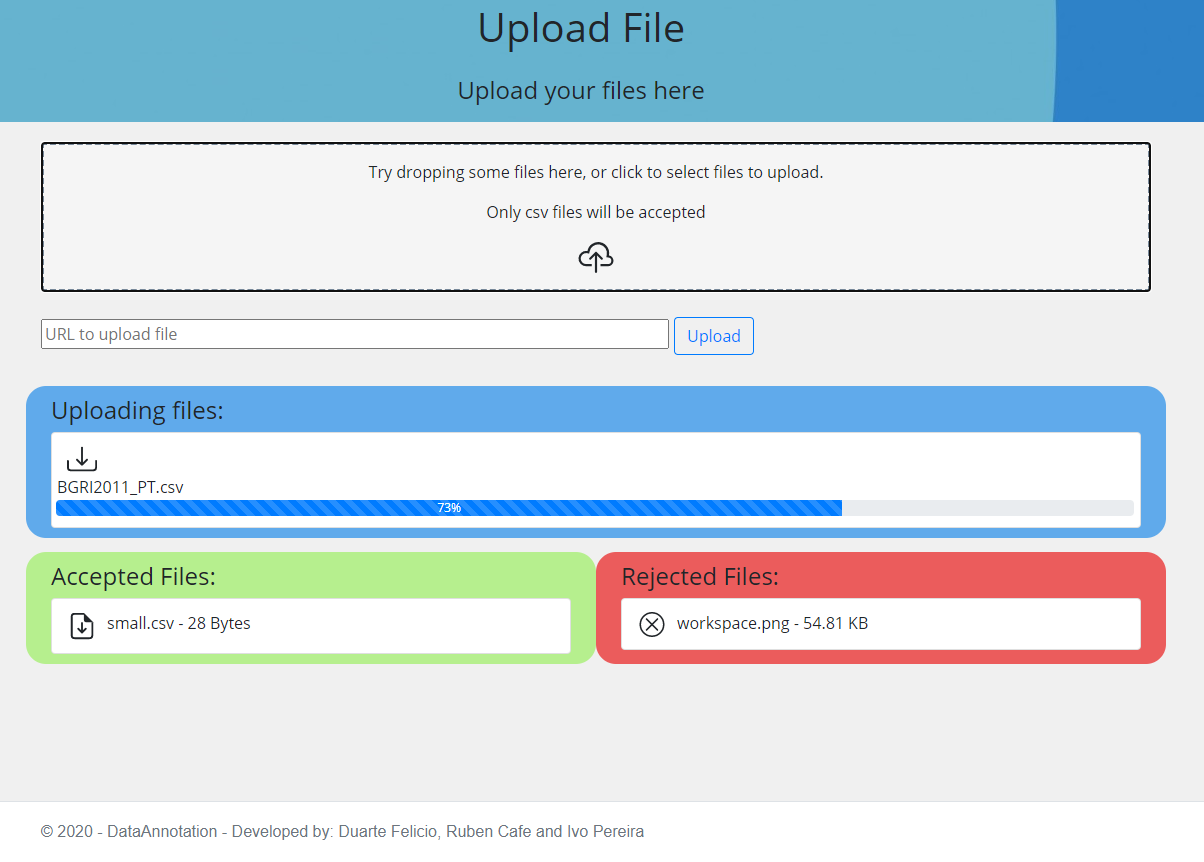 Upload File
Upload your files here
Try dropping some files here, or click to select files to upload.
Only csv files will be accepted
URL to upload file
Upload
Uploading files:
BGRI2011_PT.csv
73%
Accepted Files:
small.csv - 28 Bytes
Rejected Files:
workspace.png - 54.81 KB
© 2020 - DataAnnotation - Developed by: Duarte Felicio, Ruben Cafe and Ivo Pereira